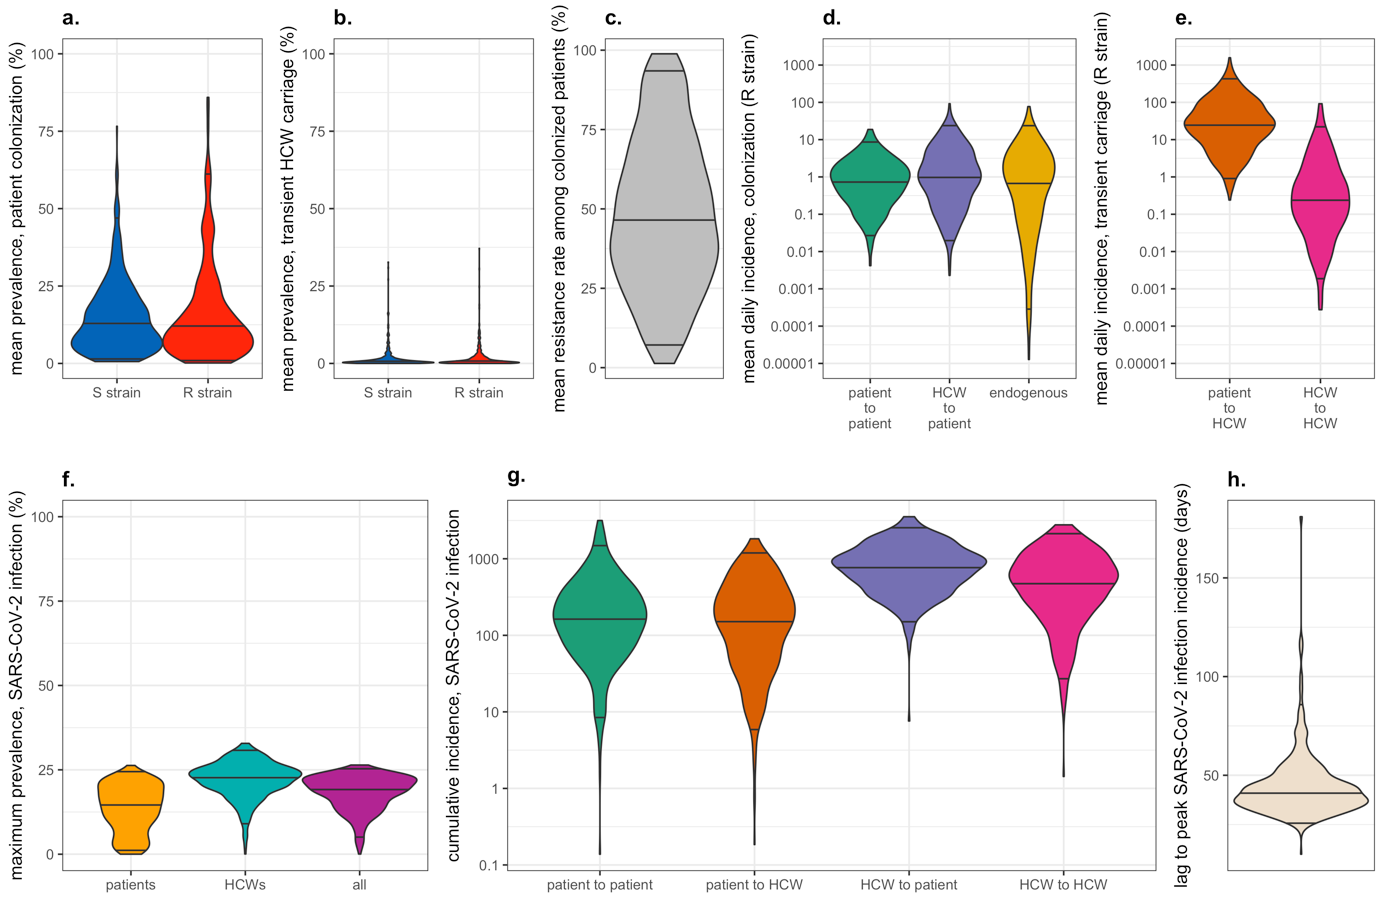 a.
mean prevalence, patient colonization (%)
100
75
50
25
0
S strain
R strain
b.
mean prevalence, transient HCW carriage (%)
100
75
50
25
0
S strain
R strain
c.
mean resistance rate among colonized patients (%)
100
75
50
25
0
d.
mean daily incidence, colonization (R strain)
1000
100
10
1
0.1
0.01
0.001
0.0001
0.00001
patient
to
patient
HCW
to
patient
endogenous
e.
mean daily incidence, transient carriage (R strain)
1000
100
10
1
0.1
0.01
0.001
0.0001
0.00001
patient
to
HCW
HCW
to
HCW
f.
maximum prevalence, SARS-CoV-2 infection (%)
100
75
50
25
0
patients
HCWs
all
g.
cumulative incidence, SARS-CoV-2 infection
1000
100
10
1
0.1
patient to patient
patient to HCW
HCW to patient
HCW to HCW
h.
lag to peak SARS-CoV-2 infection incidence (days)
150
100
50